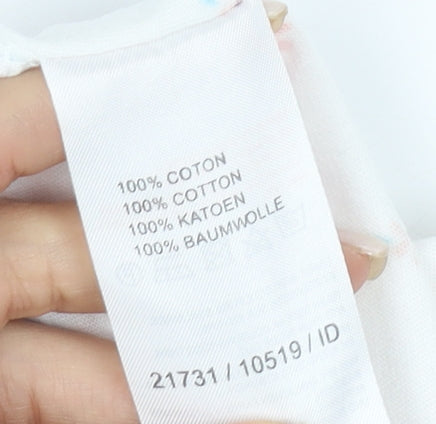 100% COTON
100% COTTON
100% KATOEN
100% BAUMWOLLE
21731 / 10519 / ID